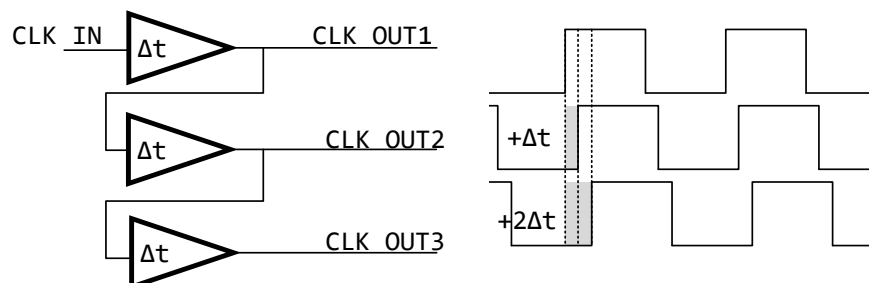 CLK IN
Δt
CLK OUT1
Δt
CLK OUT2
+Δt
Δt
CLK OUT3
+2Δt